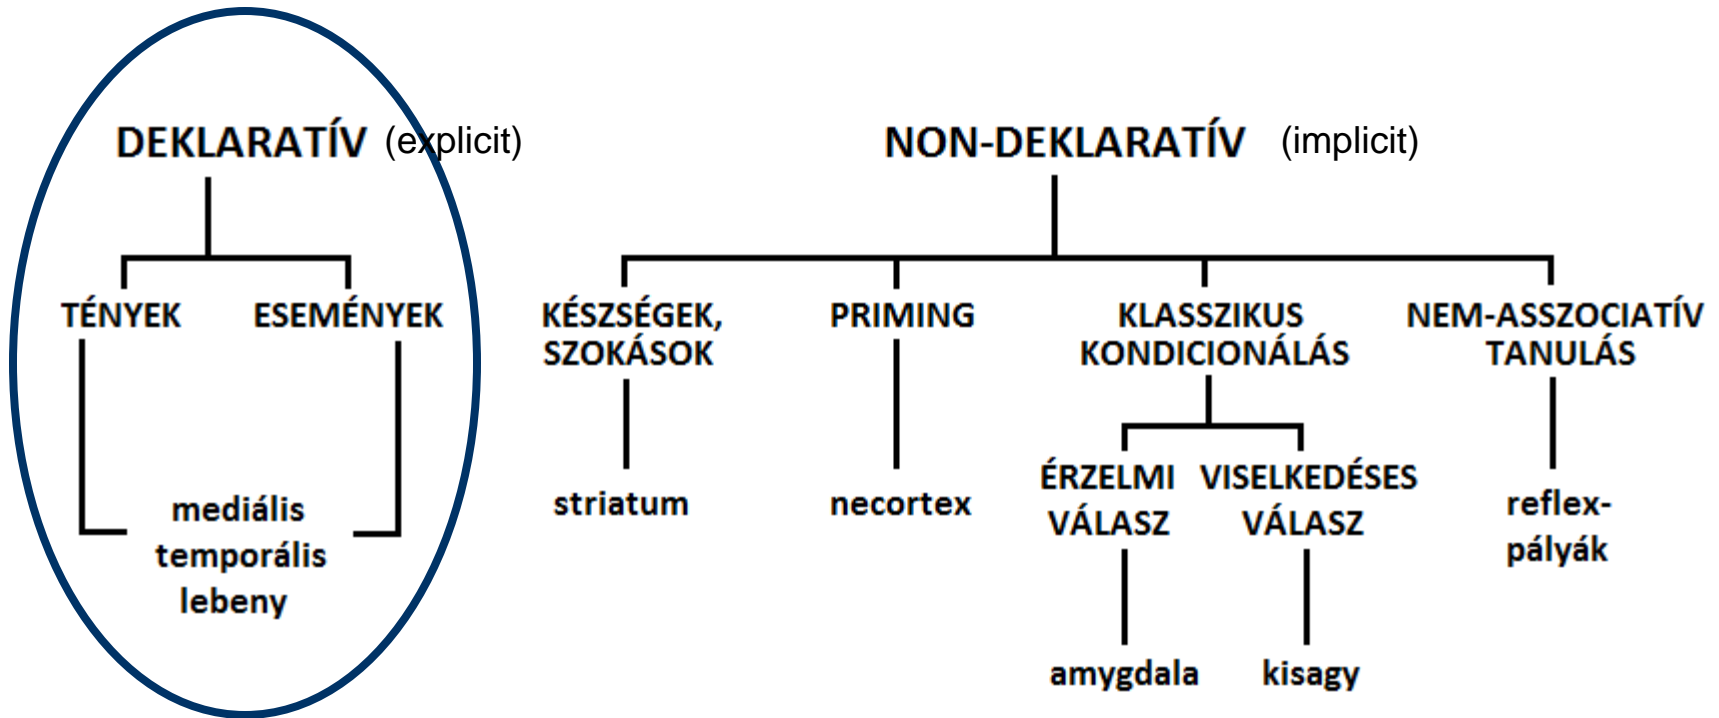 DEKLARATÍV (explicit)
NON-DEKLARATÍV (implicit)
TÉNYEK
ESEMÉNYEK
mediális
temporális
lebeny
KÉSZSÉGEK,
SZOKÁSOK
striatum
PRIMING
necortex
KLASSZIKUS
KONDICIONÁLÁS
ÉRZELMI
VÁLASZ
amygdala
VISELKEDÉSES
VÁLASZ
kisagy
NEM-ASSZOCIATÍV
TANULÁS
reflex-
pályák